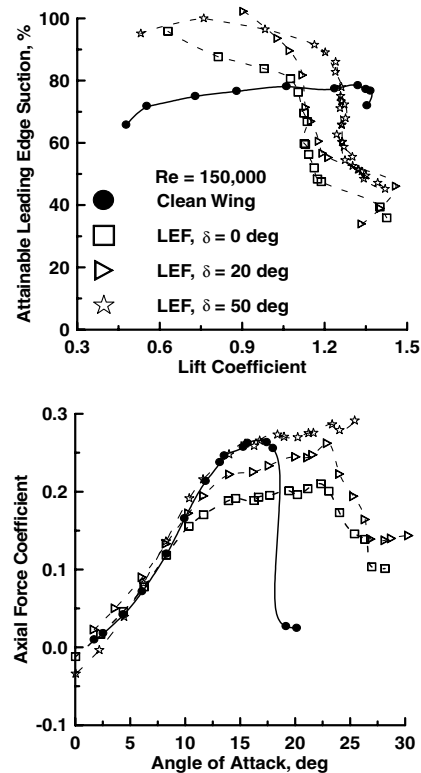 Attainable Leading Edge Suction, %
100
80
60
40
20
0
Re = 150,000
Clean Wing
LEF, δ = 0 deg
LEF, δ = 20 deg
LEF, δ = 50 deg
0.3 0.6 0.9 1.2 1.5
Lift Coefficient
Axial Force Coefficient
0.3
0.2
0.1
0.0
-0.1
0 5 10 15 20 25 30
Angle of Attack, deg